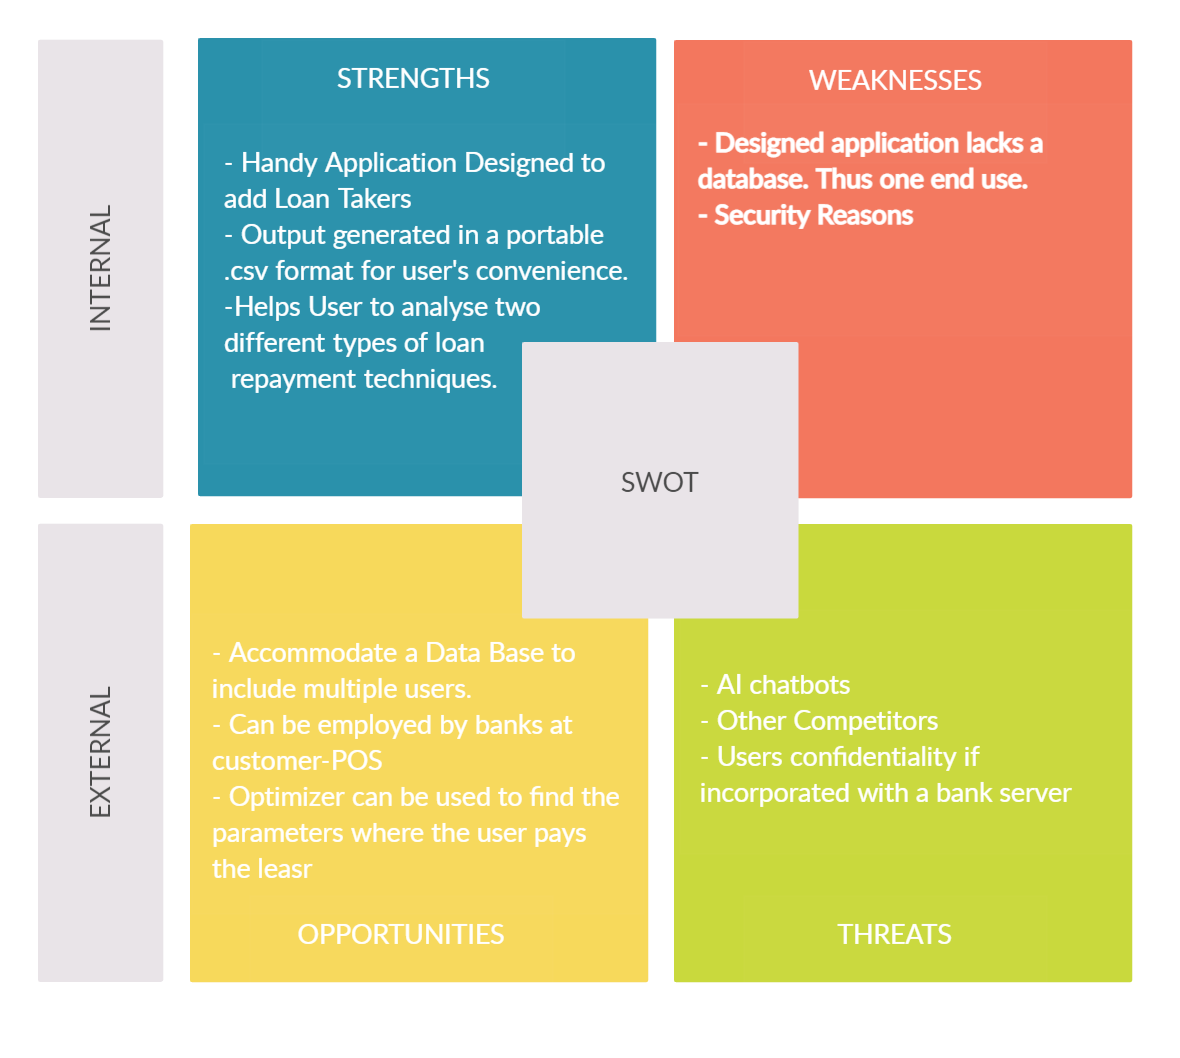 INTERNAL
STRENGTHS
- Handy Application Designed to
add Loan Takers
- Output generated in a portable
.csv format for user's convenience.
-Helps User to analyse two
different types of loan
repayment techniques.
WEAKNESSES
- Designed application lacks a
database. Thus one end use.
- Security Reasons
SWOT
EXTERNAL
- Accommodate a Data Base to
include multiple users.
- Can be employed by banks at
customer-POS
- Optimizer can be used to find the
parameters where the user pays
the leasr
OPPORTUNITIES
- AI chatbots
- Other Competitors
- Users confidentiality if
incorporated with a bank server
THREATS